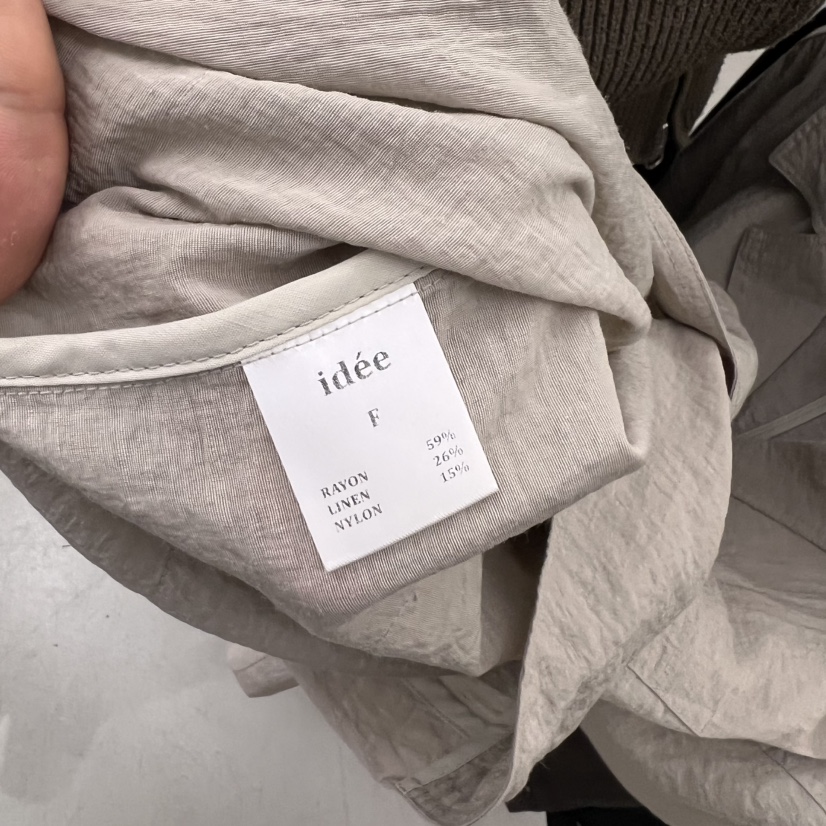 idée
F
RAYON 59%
LINEN 26%
NYLON 15%